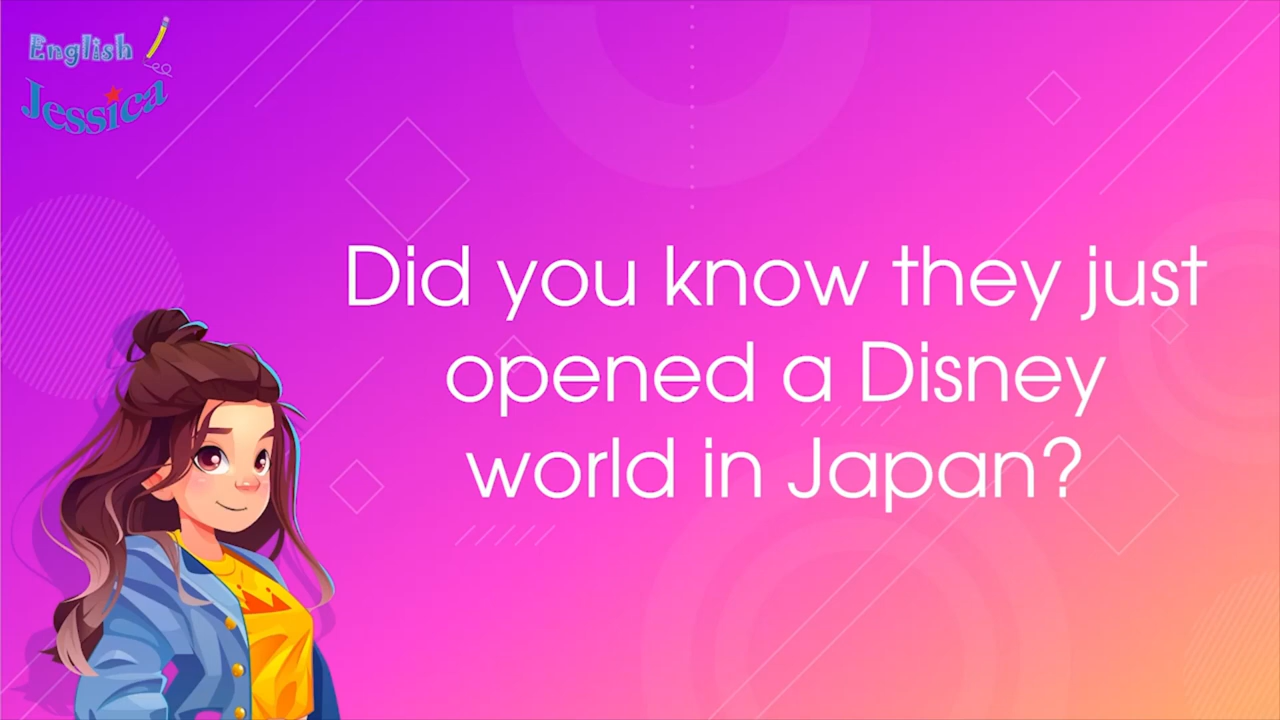 English
Jessica
Did you know they just
opened a Disney
world in Japan?